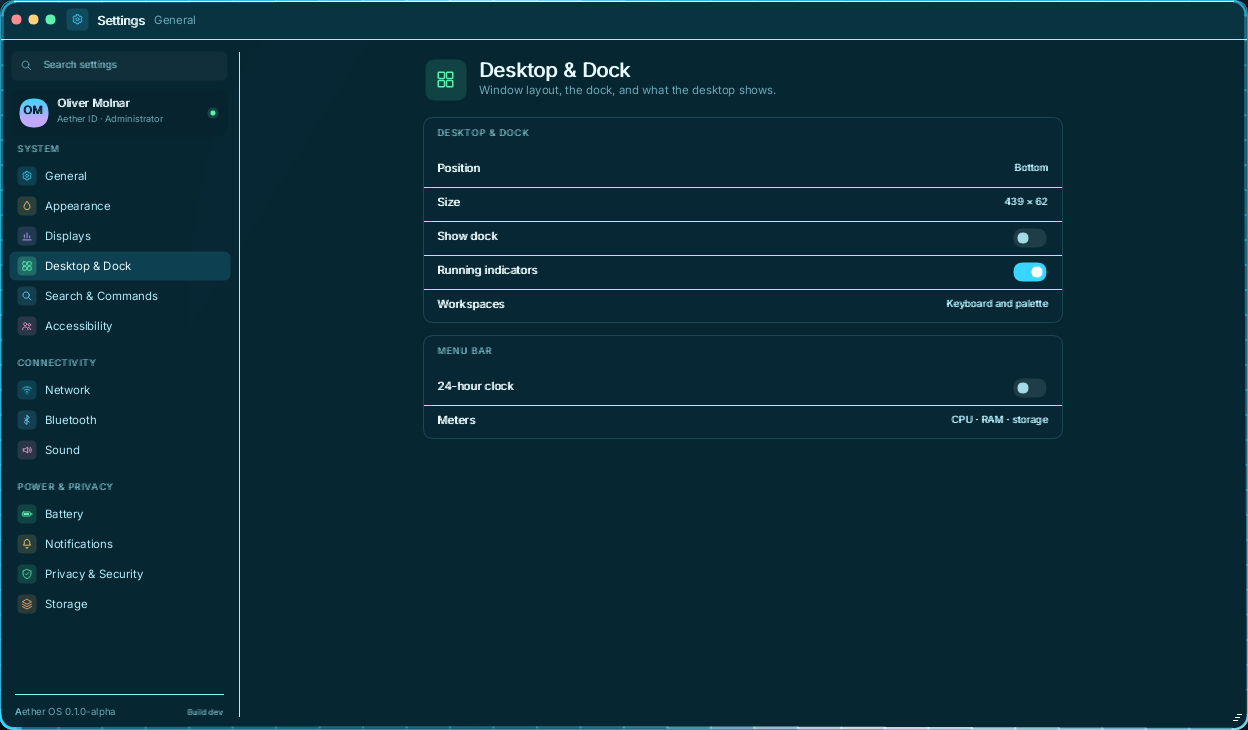 Settings General
Search settings
OM
Oliver Molnar
Aether ID · Administrator
SYSTEM
General
Appearance
Displays
Desktop & Dock
Search & Commands
Accessibility
CONNECTIVITY
Network
Bluetooth
Sound
POWER & PRIVACY
Battery
Notifications
Privacy & Security
Storage
Aether OS 0.1.0-alpha Build dev
Desktop & Dock
Window layout, the dock, and what the desktop shows.
DESKTOP & DOCK
Position Bottom
Size 439 × 62
Show dock
Running indicators
Workspaces Keyboard and palette
MENU BAR
24-hour clock
Meters CPU · RAM · storage